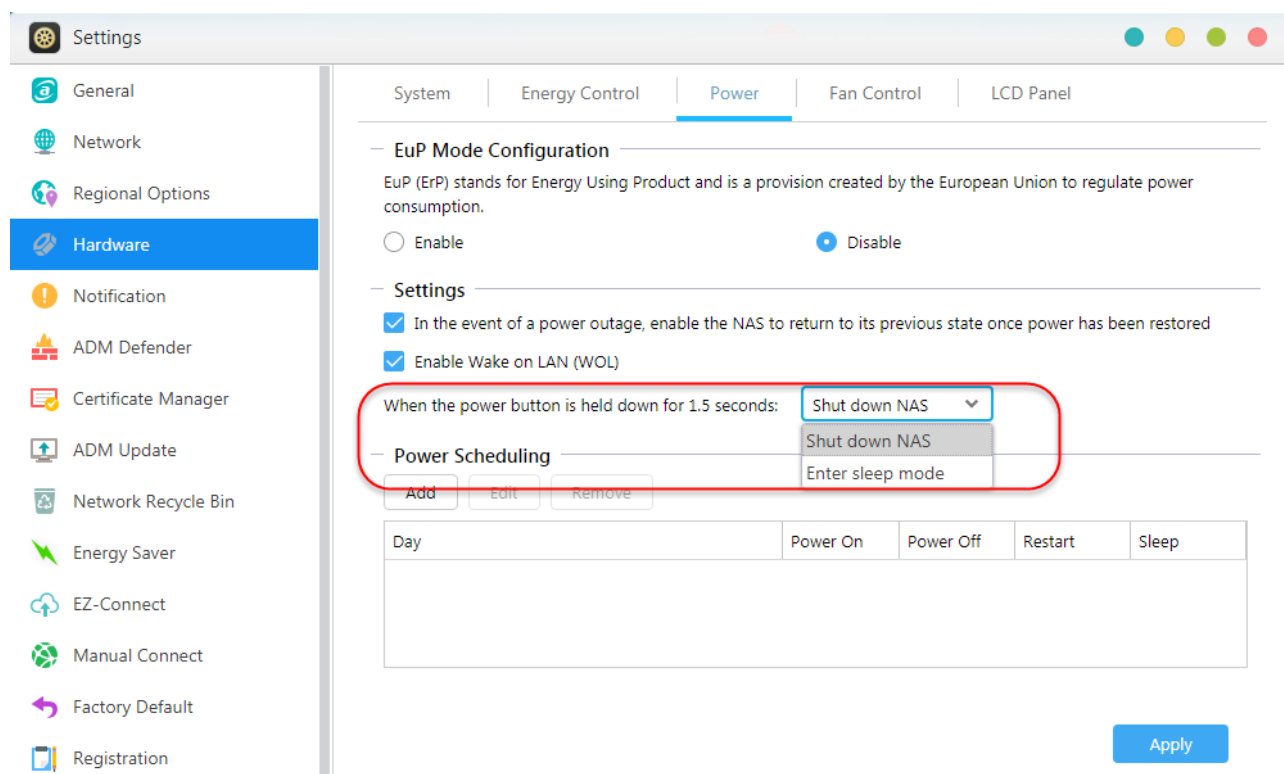 Settings
General
Network
Regional Options
Hardware
Notification
ADM Defender
Certificate Manager
ADM Update
Network Recycle Bin
Energy Saver
EZ-Connect
Manual Connect
Factory Default
Registration
System Energy Control Power Fan Control LCD Panel
EuP Mode Configuration
EuP (ErP) stands for Energy Using Product and is a provision created by the European Union to regulate power
consumption.
Enable Disable
Settings
In the event of a power outage, enable the NAS to return to its previous state once power has been restored
Enable Wake on LAN (WOL)
When the power button is held down for 1.5 seconds: Shut down NAS
Shut down NAS
Enter sleep mode
Power Scheduling
Add Edit Remove
Day Power On Power Off Restart Sleep
Apply